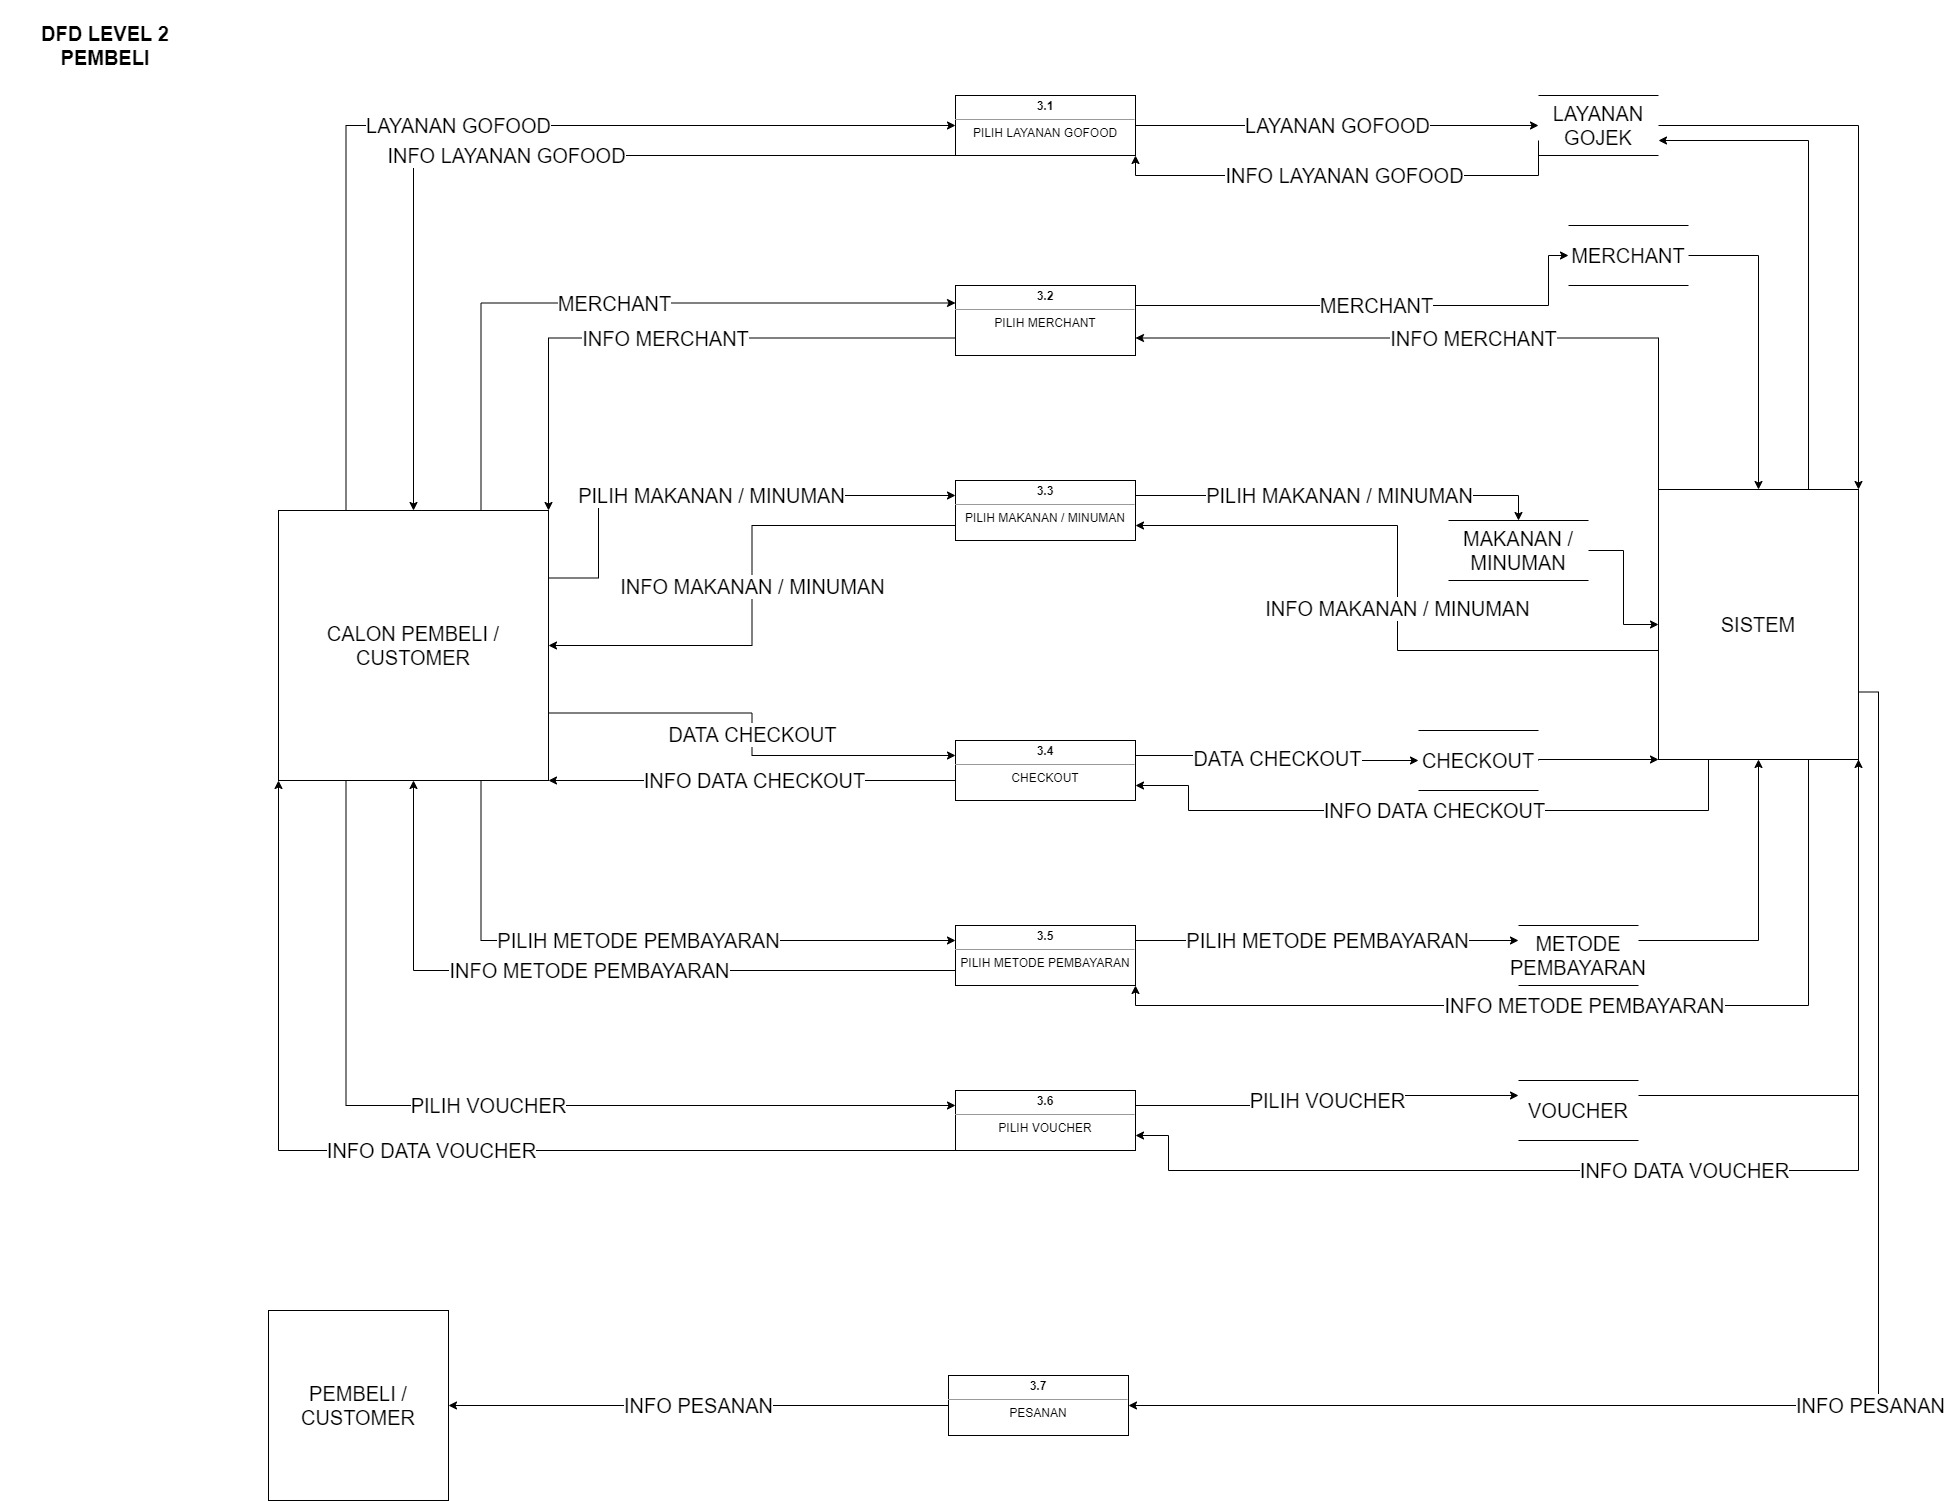 DFD LEVEL 2
PEMBELI
3.1
PILIH LAYANAN GOFOOD
LAYANAN GOFOOD
INFO LAYANAN GOFOOD
LAYANAN GOFOOD
INFO LAYANAN GOFOOD
LAYANAN
GOJEK
MERCHANT
3.2
PILIH MERCHANT
MERCHANT
INFO MERCHANT
MERCHANT
INFO MERCHANT
3.3
PILIH MAKANAN / MINUMAN
PILIH MAKANAN / MINUMAN
INFO MAKANAN / MINUMAN
PILIH MAKANAN / MINUMAN
MAKANAN /
MINUMAN
INFO MAKANAN / MINUMAN
CALON PEMBELI /
CUSTOMER
SISTEM
DATA CHECKOUT
INFO DATA CHECKOUT
3.4
CHECKOUT
DATA CHECKOUT
CHECKOUT
INFO DATA CHECKOUT
PILIH METODE PEMBAYARAN
INFO METODE PEMBAYARAN
3.5
PILIH METODE PEMBAYARAN
PILIH METODE PEMBAYARAN
METODE
PEMBAYARAN
INFO METODE PEMBAYARAN
PILIH VOUCHER
INFO DATA VOUCHER
3.6
PILIH VOUCHER
PILIH VOUCHER
VOUCHER
INFO DATA VOUCHER
PEMBELI /
CUSTOMER
INFO PESANAN
3.7
PESANAN
INFO PESANAN